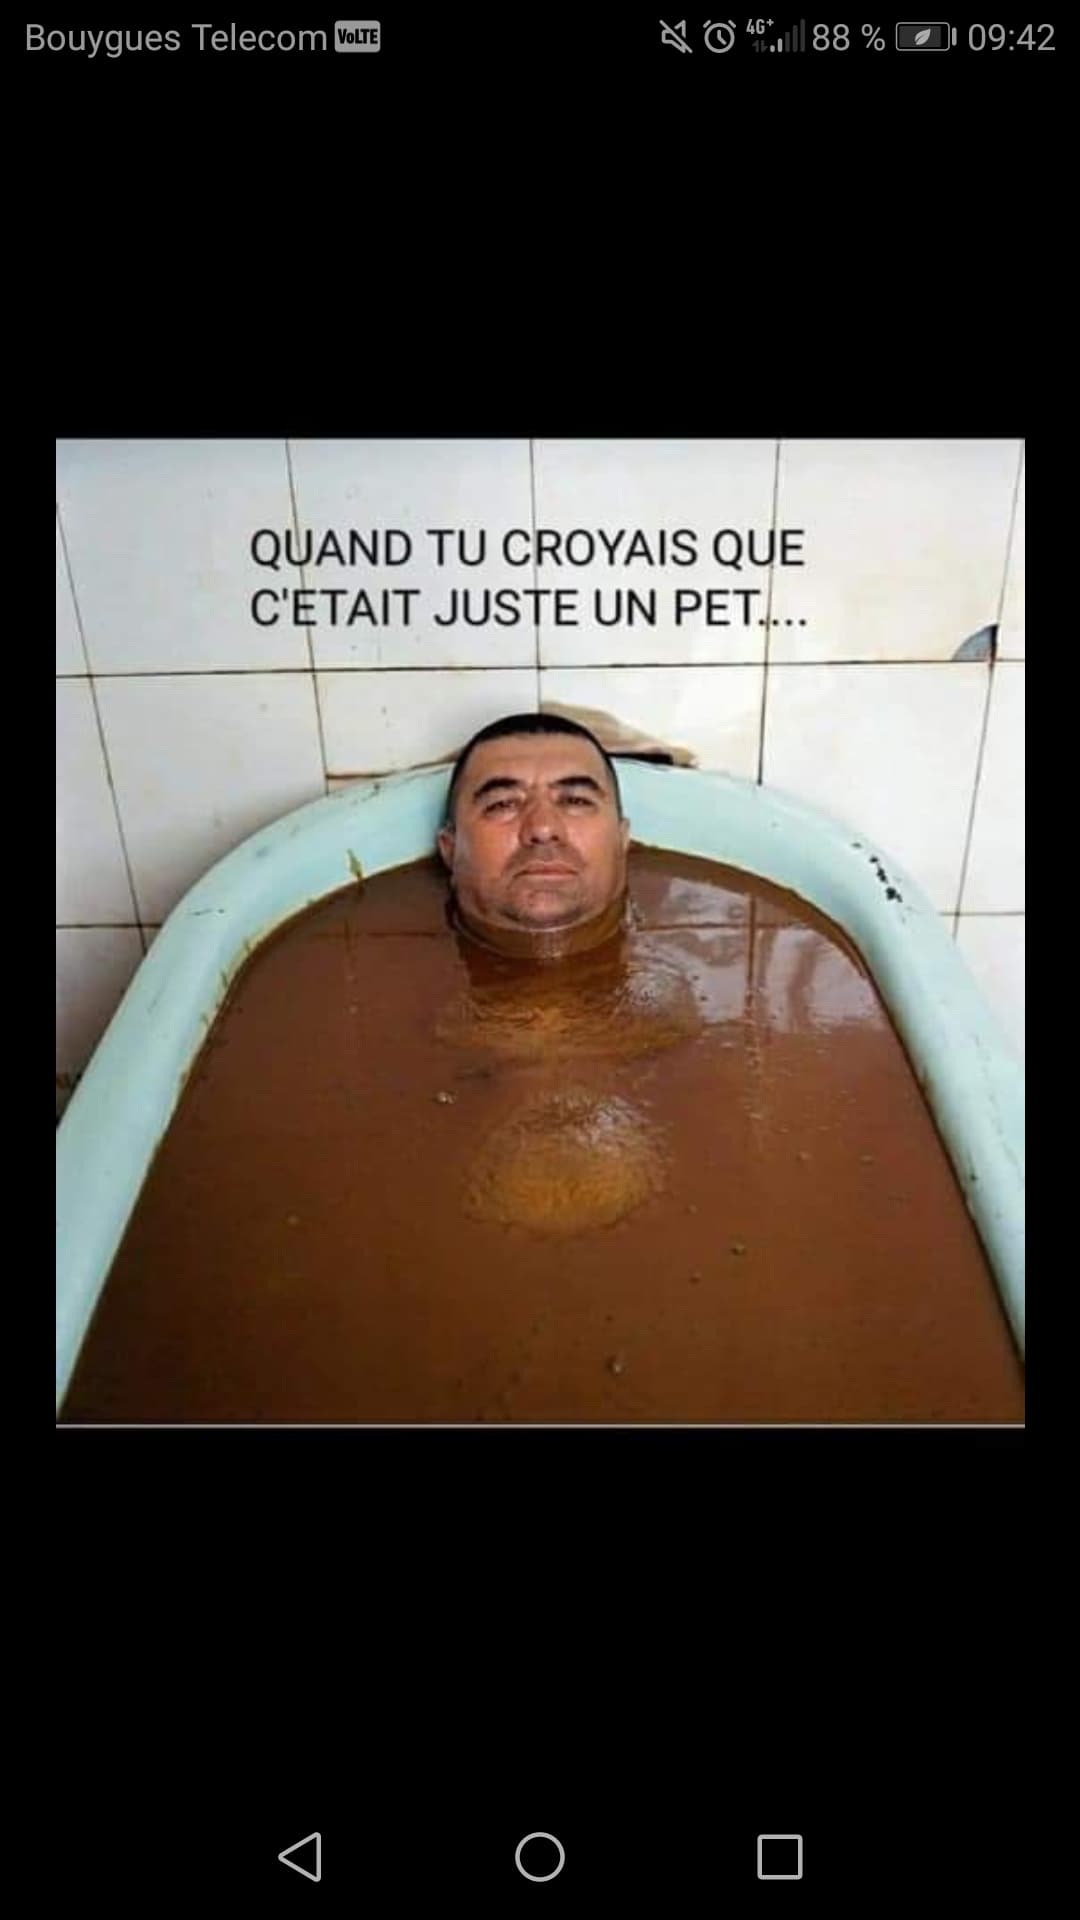 Bouygues Telecom VoLTE 4G+ 88 % 09:42
QUAND TU CROYAIS QUE
C'ETAIT JUSTE UN PET....